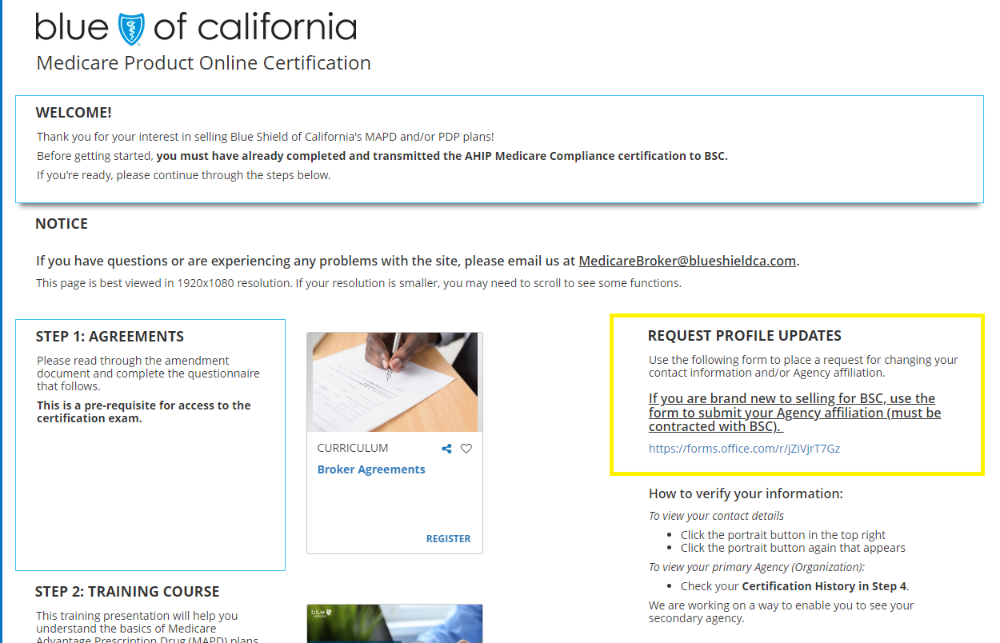 blue of california
Medicare Product Online Certification
WELCOME!
Thank you for your interest in selling Blue Shield of California's MAPD and/or PDP plans!
Before getting started, you must have already completed and transmitted the AHIP Medicare Compliance certification to BSC.
If you're ready, please continue through the steps below.
NOTICE
If you have questions or are experiencing any problems with the site, please email us at MedicareBroker@blueshieldca.com.
This page is best viewed in 1920x1080 resolution. If your resolution is smaller, you may need to scroll to see some functions.
STEP 1: AGREEMENTS
Please read through the amendment
document and complete the questionnaire
that follows.
This is a pre-requisite for access to the
certification exam.
CURRICULUM
Broker Agreements
REGISTER
REQUEST PROFILE UPDATES
Use the following form to place a request for changing your
contact information and/or Agency affiliation.
If you are brand new to selling for BSC, use the
form to submit your Agency affiliation (must be
contracted with BSC).
https://forms.office.com/r/jZiVjrT7Gz
How to verify your information:
To view your contact details
• Click the portrait button in the top right
• Click the portrait button again that appears
To view your primary Agency (Organization):
• Check your Certification History in Step 4.
We are working on a way to enable you to see your
secondary agency.
STEP 2: TRAINING COURSE
This training presentation will help you
understand the basics of Medicare
Advantage Prescription Drug (MAPD) plans
blue
california